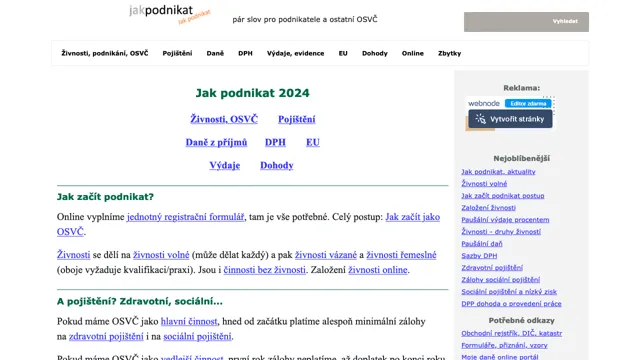 jakpodnikat
jak podnikat
pár slov pro podnikatele a ostatní OSVČ
Vyhledat
Živnosti, podnikání, OSVČ Pojištění Daně DPH Výdaje, evidence EU Dohody Online Zbytky
Jak podnikat 2024
Živnosti, OSVČ Pojištění
Daně z příjmů DPH EU
Výdaje Dohody
Jak začít podnikat?
Online vyplníme jednotný registrační formulář, tam je vše potřebné. Celý postup: Jak začít jako
OSVČ.
Živnosti se dělí na živnosti volné (může dělat každý) a pak živnosti vázané a živnosti řemeslné
(oboje vyžaduje kvalifikaci/praxi). Jsou i činnosti bez živnosti. Založení živnosti online.
A pojištění? Zdravotní, sociální...
Pokud máme OSVČ jako hlavní činnost, hned od začátku platíme alespoň minimální zálohy
na zdravotní pojištění i na sociální pojištění.
Pokud máme OSVČ jako vedlejší činnost, první rok zálohy neplatíme, až doplatek po konci roku
Reklama:
webnode Editce zdarma
Vytvořit stránky
Nejoblíbenější
Jak podnikat, aktuality
Živnosti volné
Jak začít podnikat postup
Založení živnosti
Paušální výdaje procentem
Živnosti - druhy živností
Paušální daň
Sazby DPH
Zdravotní pojištění
Zálohy sociální pojištění
Sociální pojištění a nízký zisk
DPP dohoda o provedení práce
Potřebné odkazy
Obchodní rejstřík, DIČ, katastr
Formuláře, přiznání, vzory
Moje daně online portál